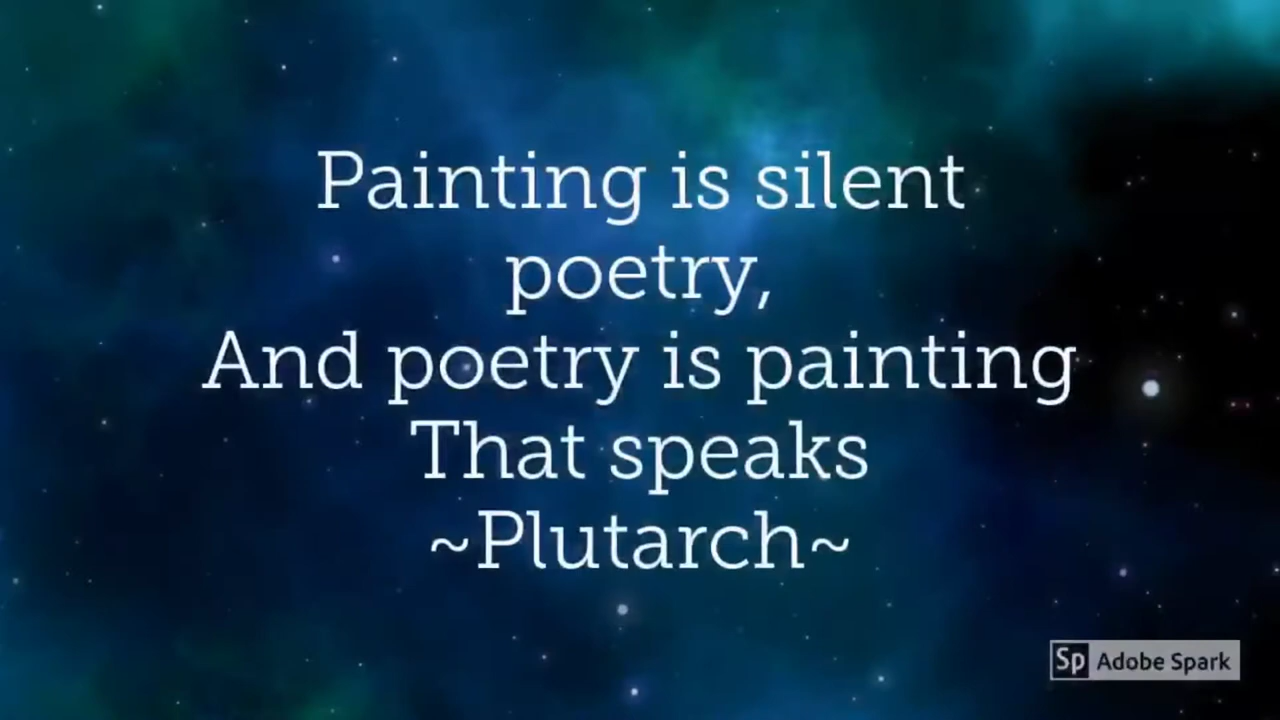 Painting is silent
poetry,
And poetry is painting
That speaks
~Plutarch~
Sp Adobe Spark